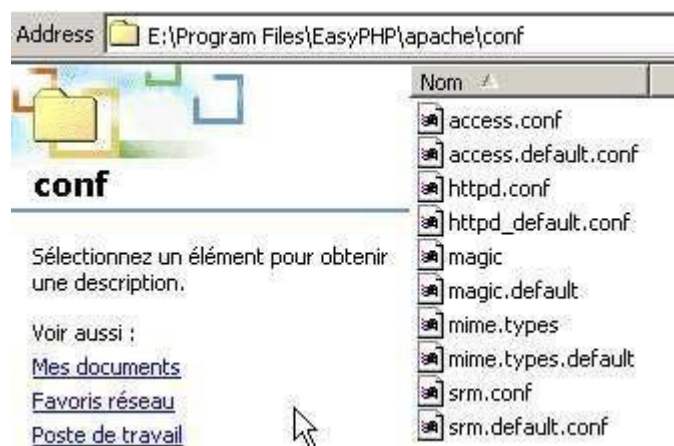 Address E:\Program Files\EasyPHP\apache\conf
conf
Sélectionnez un élément pour obtenir
une description.
Voir aussi :
Mes documents
Favoris réseau
Poste de travail
Nom
access.conf
access.default.conf
httpd.conf
httpd_default.conf
magic
magic.default
mime.types
mime.types.default
srm.conf
srm.default.conf